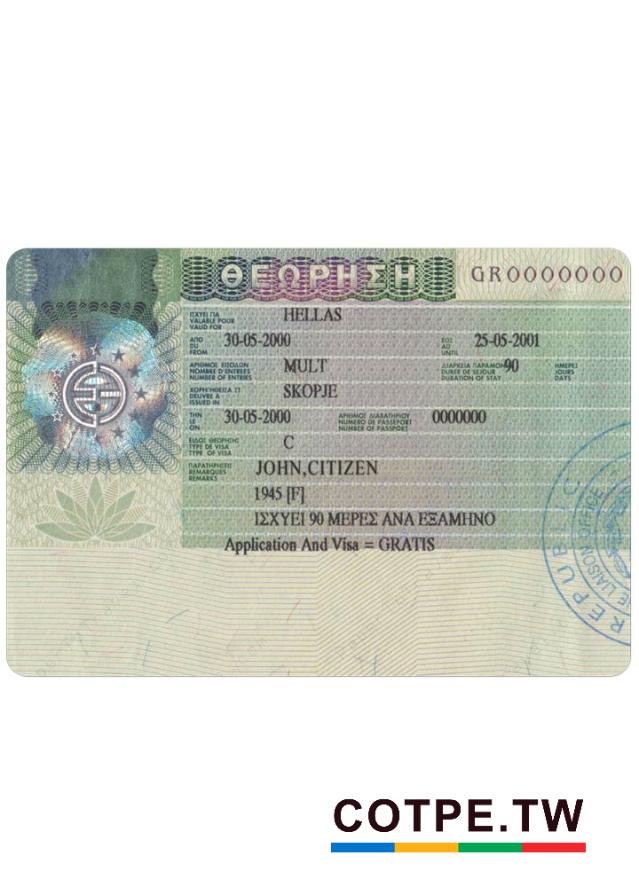 ΘΕΩΡΗΣΗ GR0000000
ΙΣΧΥΕΙ ΓΙΑ
VALABLE POUR
VALID FOR
HELLAS
ΑΠΟ
DU
FROM
30-05-2000
ΕΩΣ
AU
UNTIL
25-05-2001
ΑΡΙΘΜΟΣ ΕΙΣΟΔΩΝ
NOMBRE D'ENTREES
NUMBER OF ENTRIES
MULT
ΔΙΑΡΚΕΙΑ ΠΑΡΑΜΟΝ
DUREE DE SEJOUR
DURATION OF STAY
90
ΗΜΕΡΕΣ
JOURS
DAYS
ΧΟΡΗΓΗΘΕΙΣΑ ΣΤ
DELIVRE A
ISSUED IN
SKOPJE
ΤΗΝ
LE
ON
30-05-2000
ΑΡΙΘΜΟΣ ΔΙΑΒΑΤΗΡΙΟΥ
NUMERO DE PASSEPORT
NUMBER OF PASSPORT
0000000
ΕΙΔΟΣ ΘΕΩΡΗΣΗΣ
TYPE DE VISA
TYPE OF VISA
C
ΠΑΡΑΤΗΡΗΣΕΙΣ
REMARQUES
REMARKS
JOHN,CITIZEN
1945 [F]
ΙΣΧΥΕΙ 90 ΜΕΡΕΣ ΑΝΑ ΕΞΑΜΗΝΟ
Application And Visa = GRATIS
REPUBLIC
LIAISON OFFICE
COTPE.TW